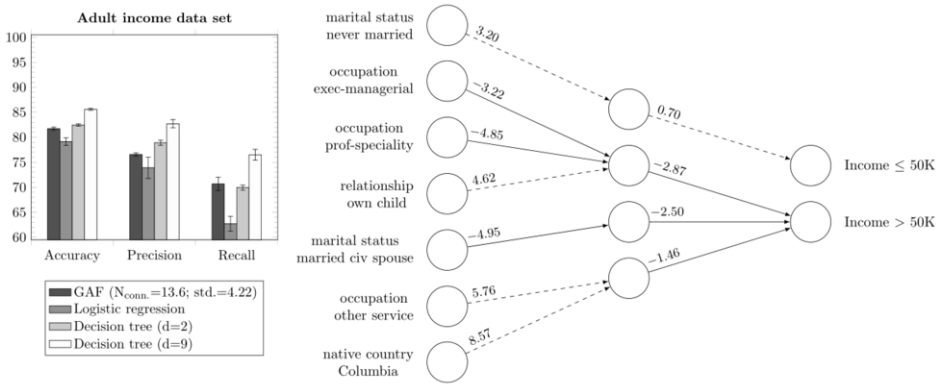 Adult income data set
100
95
90
85
80
75
70
65
60
Accuracy
Precision
Recall
GAF (Nconn.=13.6; std.=4.22)
Logistic regression
Decision tree (d=2)
Decision tree (d=9)
marital status
never married
occupation
exec-managerial
occupation
prof-speciality
relationship
own child
marital status
married civ spouse
occupation
other service
native country
Columbia
3.20
−3.22
−4.85
4.62
−4.95
5.76
8.57
0.70
−2.87
−2.50
−1.46
Income ≤ 50K
Income > 50K